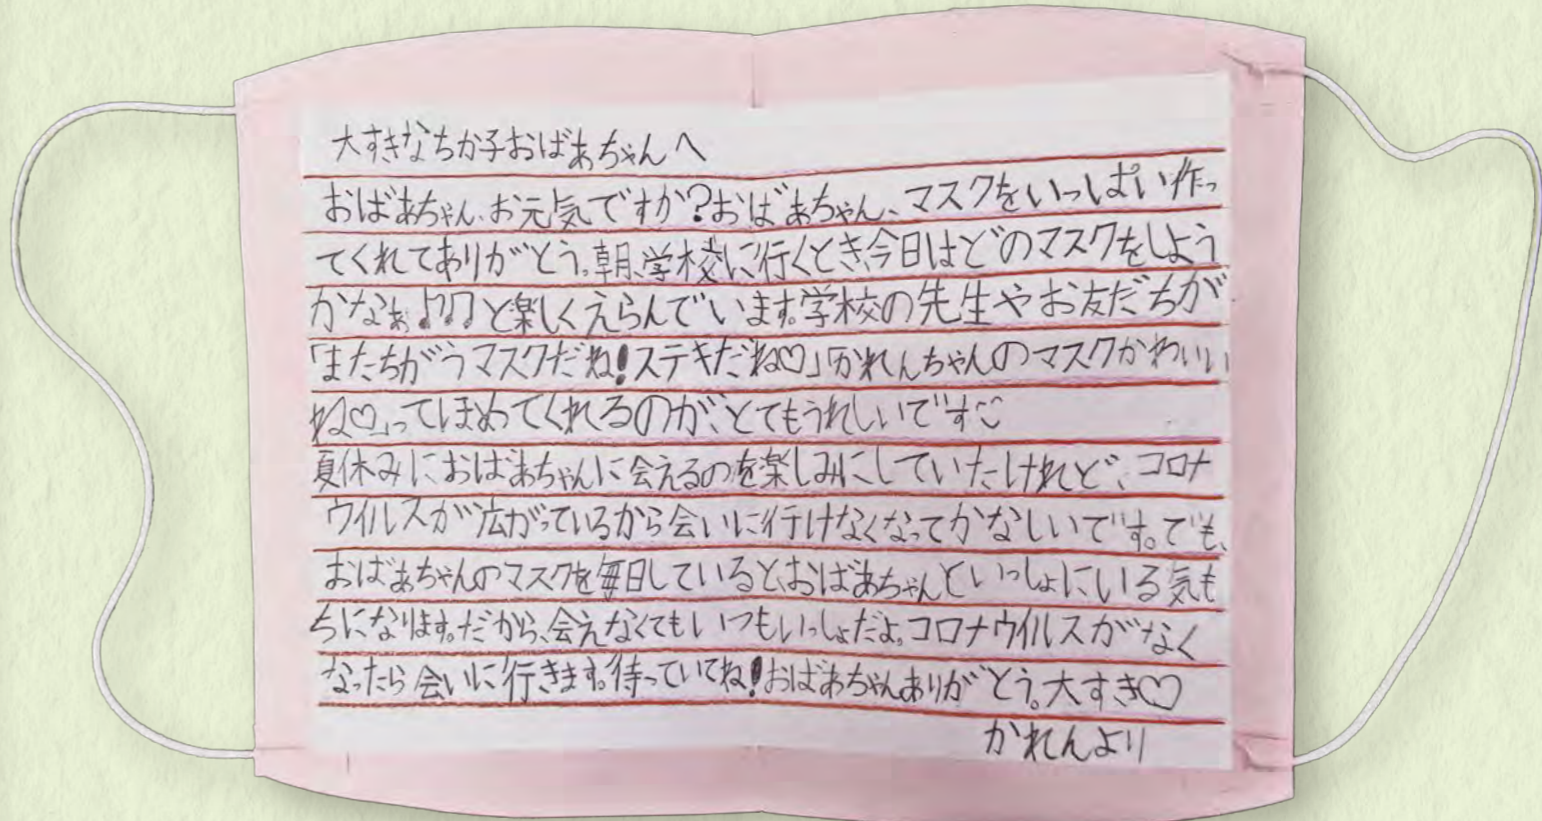 大すきなちか子おばあちゃんへ
おばあちゃん、お元気ですか?おばあちゃん、マスクをいっぱい作っ
てくれてありがとう。朝、学校に行くとき、今日はどのマスクをしよう
かなぁ♪♫と楽しくえらんでいます。学校の先生やお友だちが
「またちがうマスクだね!ステキだね♡」「かれんちゃんのマスクかわいい
ね♡」ってほめてくれるのが、とてもうれしいです
夏休みにおばあちゃんに会えるのを楽しみにしていたけれど、コロナ
ウイルスが広がっているから会いに行けなくなってかなしいです。でも、
おばあちゃんのマスクを毎日していると、おばあちゃんといっしょにいる気も
ちになります。だから、会えなくてもいつもいっしょだよ。コロナウイルスがなく
なったら会いに行きます。待っていてね!おばあちゃんありがとう。大すき♡
かれんより